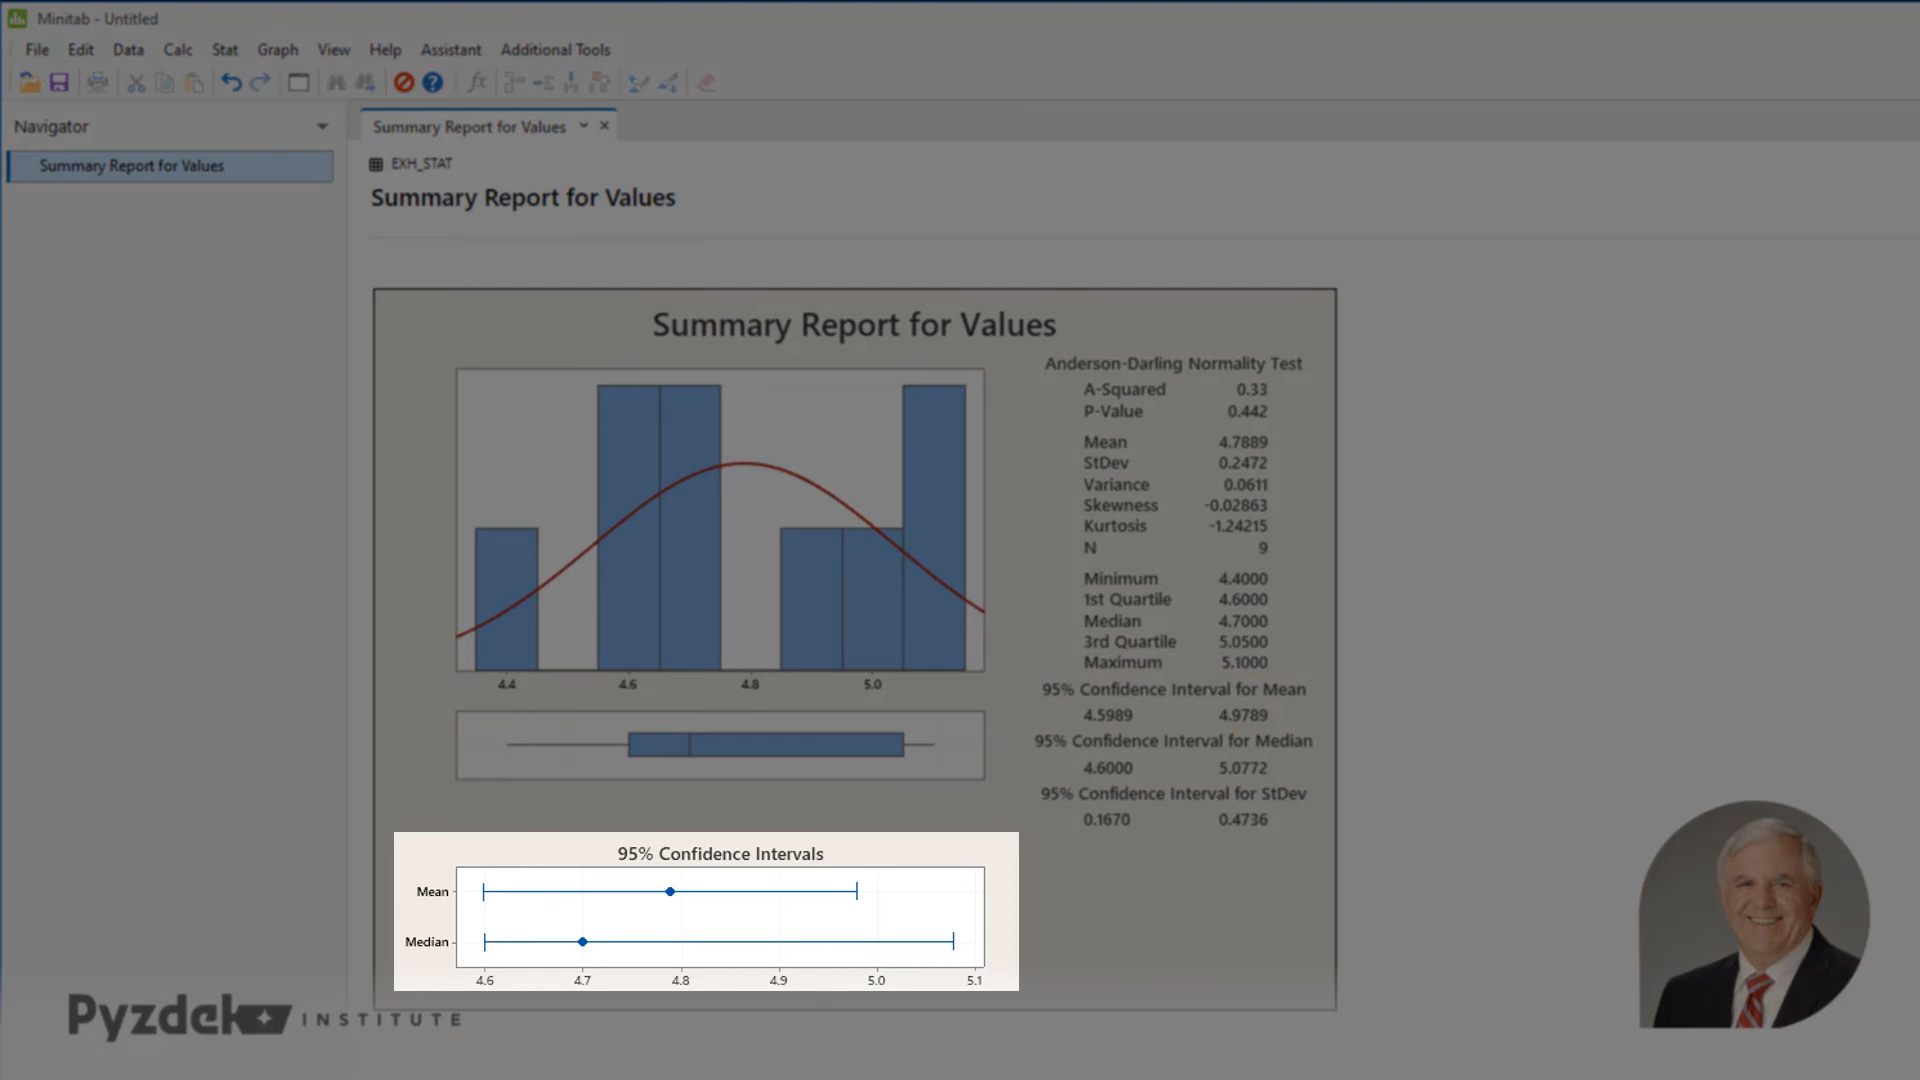 Minitab - Untitled
File Edit Data Calc Stat Graph View Help Assistant Additional Tools
fx
Navigator
Summary Report for Values
Summary Report for Values
EXH_STAT
Summary Report for Values
Summary Report for Values
4.4 4.6 4.8 5.0
Anderson-Darling Normality Test
A-Squared 0.33
P-Value 0.442
Mean 4.7889
StDev 0.2472
Variance 0.0611
Skewness -0.02863
Kurtosis -1.24215
N 9
Minimum 4.4000
1st Quartile 4.6000
Median 4.7000
3rd Quartile 5.0500
Maximum 5.1000
95% Confidence Interval for Mean
4.5989 4.9789
95% Confidence Interval for Median
4.6000 5.0772
95% Confidence Interval for StDev
0.1670 0.4736
95% Confidence Intervals
Mean
Median
4.6 4.7 4.8 4.9 5.0 5.1
Pyzdek INSTITUTE